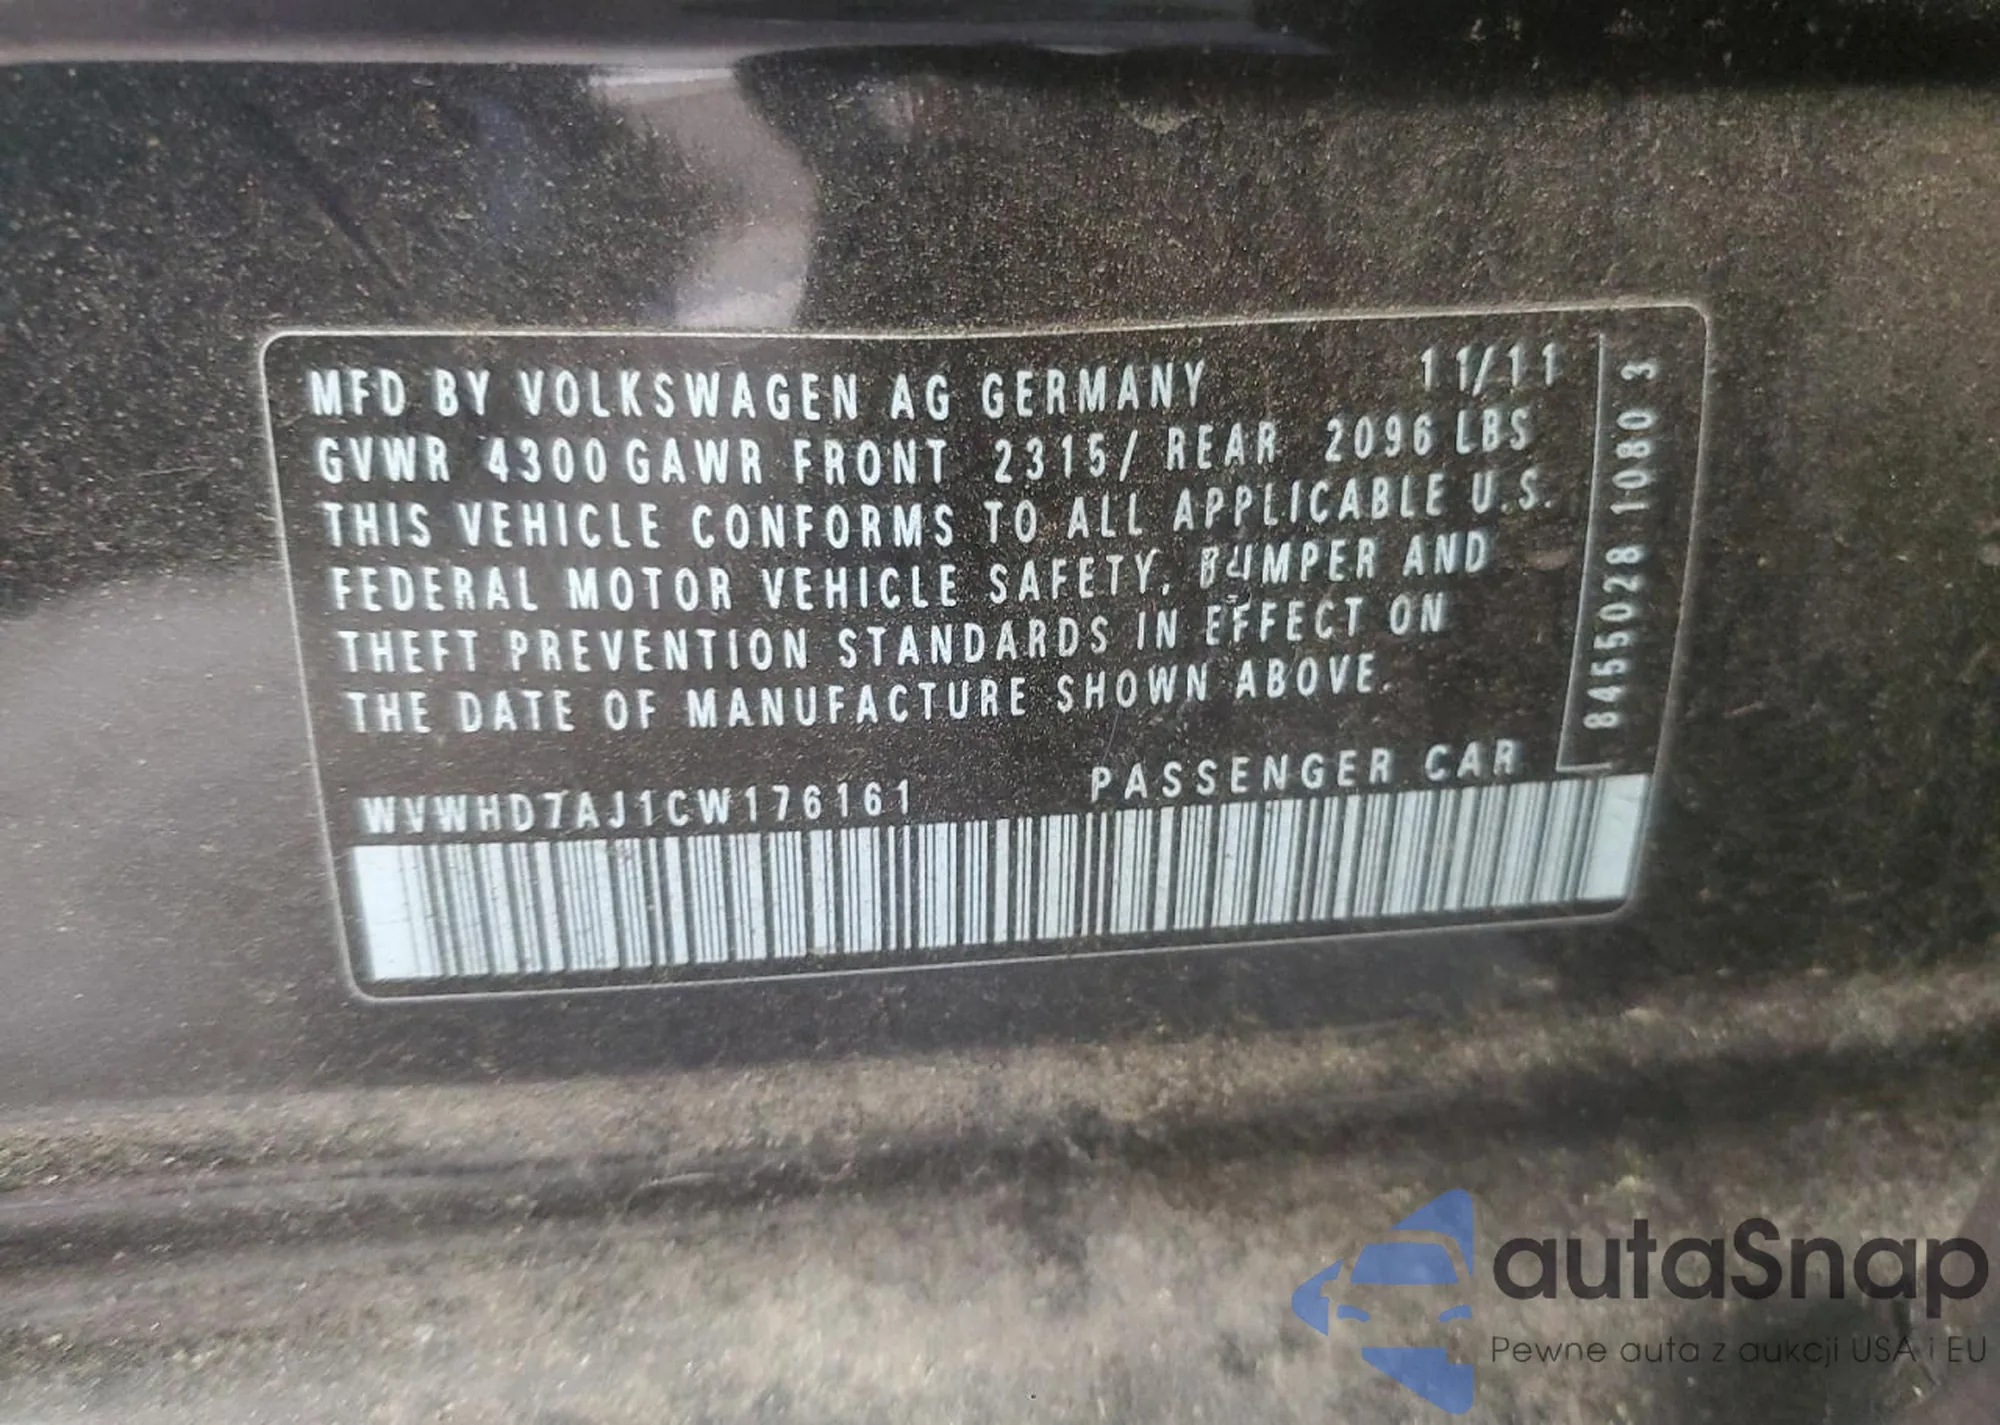 MFD BY VOLKSWAGEN AG GERMANY 11/11
GVWR 4300 GAWR FRONT 2315/ REAR 2096 LBS
THIS VEHICLE CONFORMS TO ALL APPLICABLE U.S.
FEDERAL MOTOR VEHICLE SAFETY, BUMPER AND
THEFT PREVENTION STANDARDS IN EFFECT ON
THE DATE OF MANUFACTURE SHOWN ABOVE.
WVWHD7AJ1CW176161 PASSENGER CAR
8455028 1080 3
autaSnap
Pewne auta z aukcji USA i EU